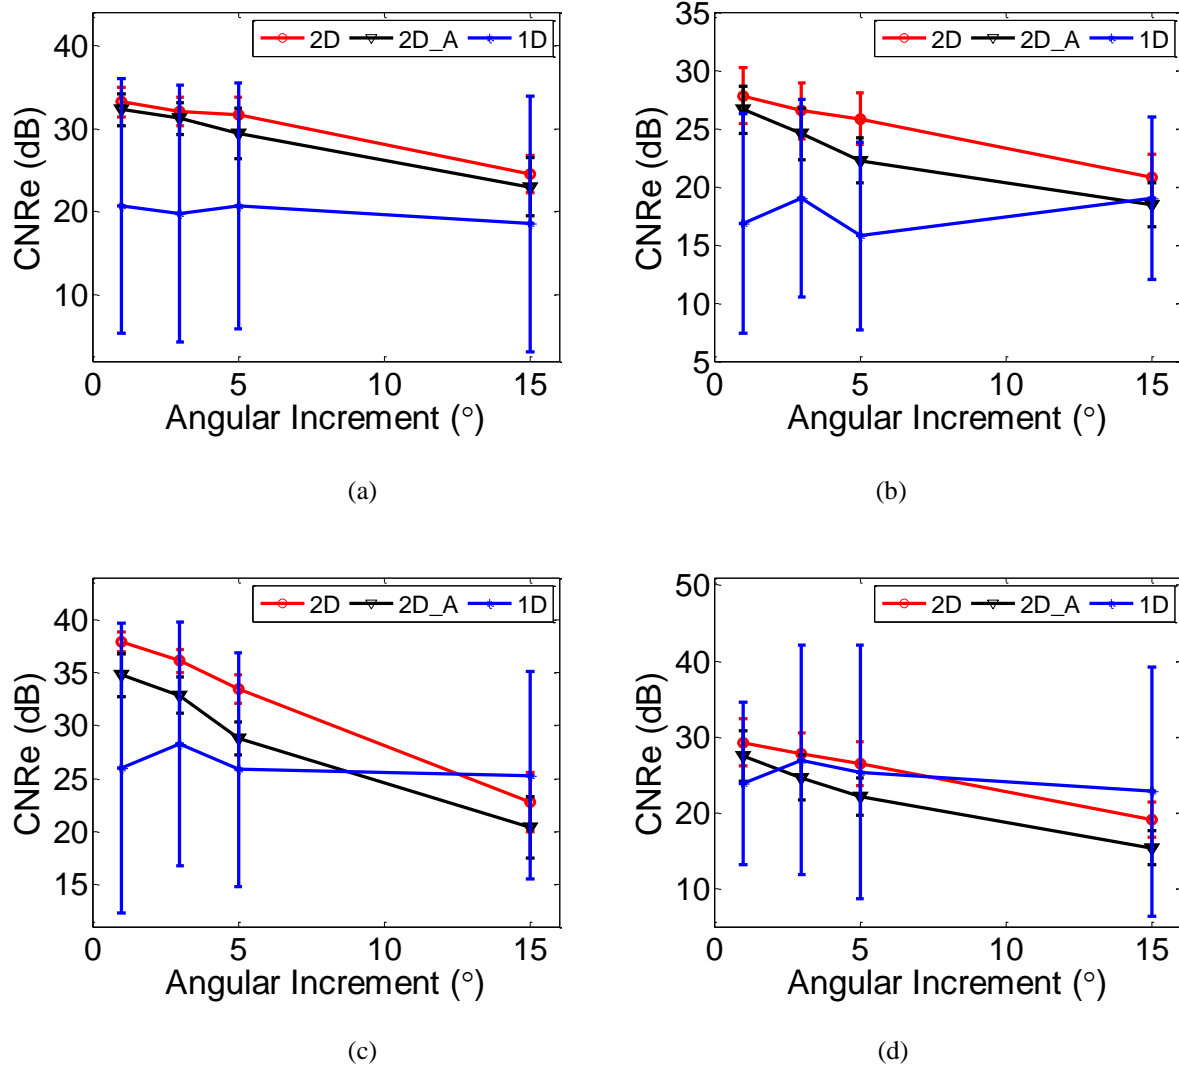 2D 2D_A 1D
CNRe (dB)
40
30
20
10
0 5 10 15
Angular Increment (°)
(a)
2D 2D_A 1D
CNRe (dB)
35
30
25
20
15
10
5
0 5 10 15
Angular Increment (°)
(b)
2D 2D_A 1D
CNRe (dB)
40
35
30
25
20
15
0 5 10 15
Angular Increment (°)
(c)
2D 2D_A 1D
CNRe (dB)
50
40
30
20
10
0 5 10 15
Angular Increment (°)
(d)